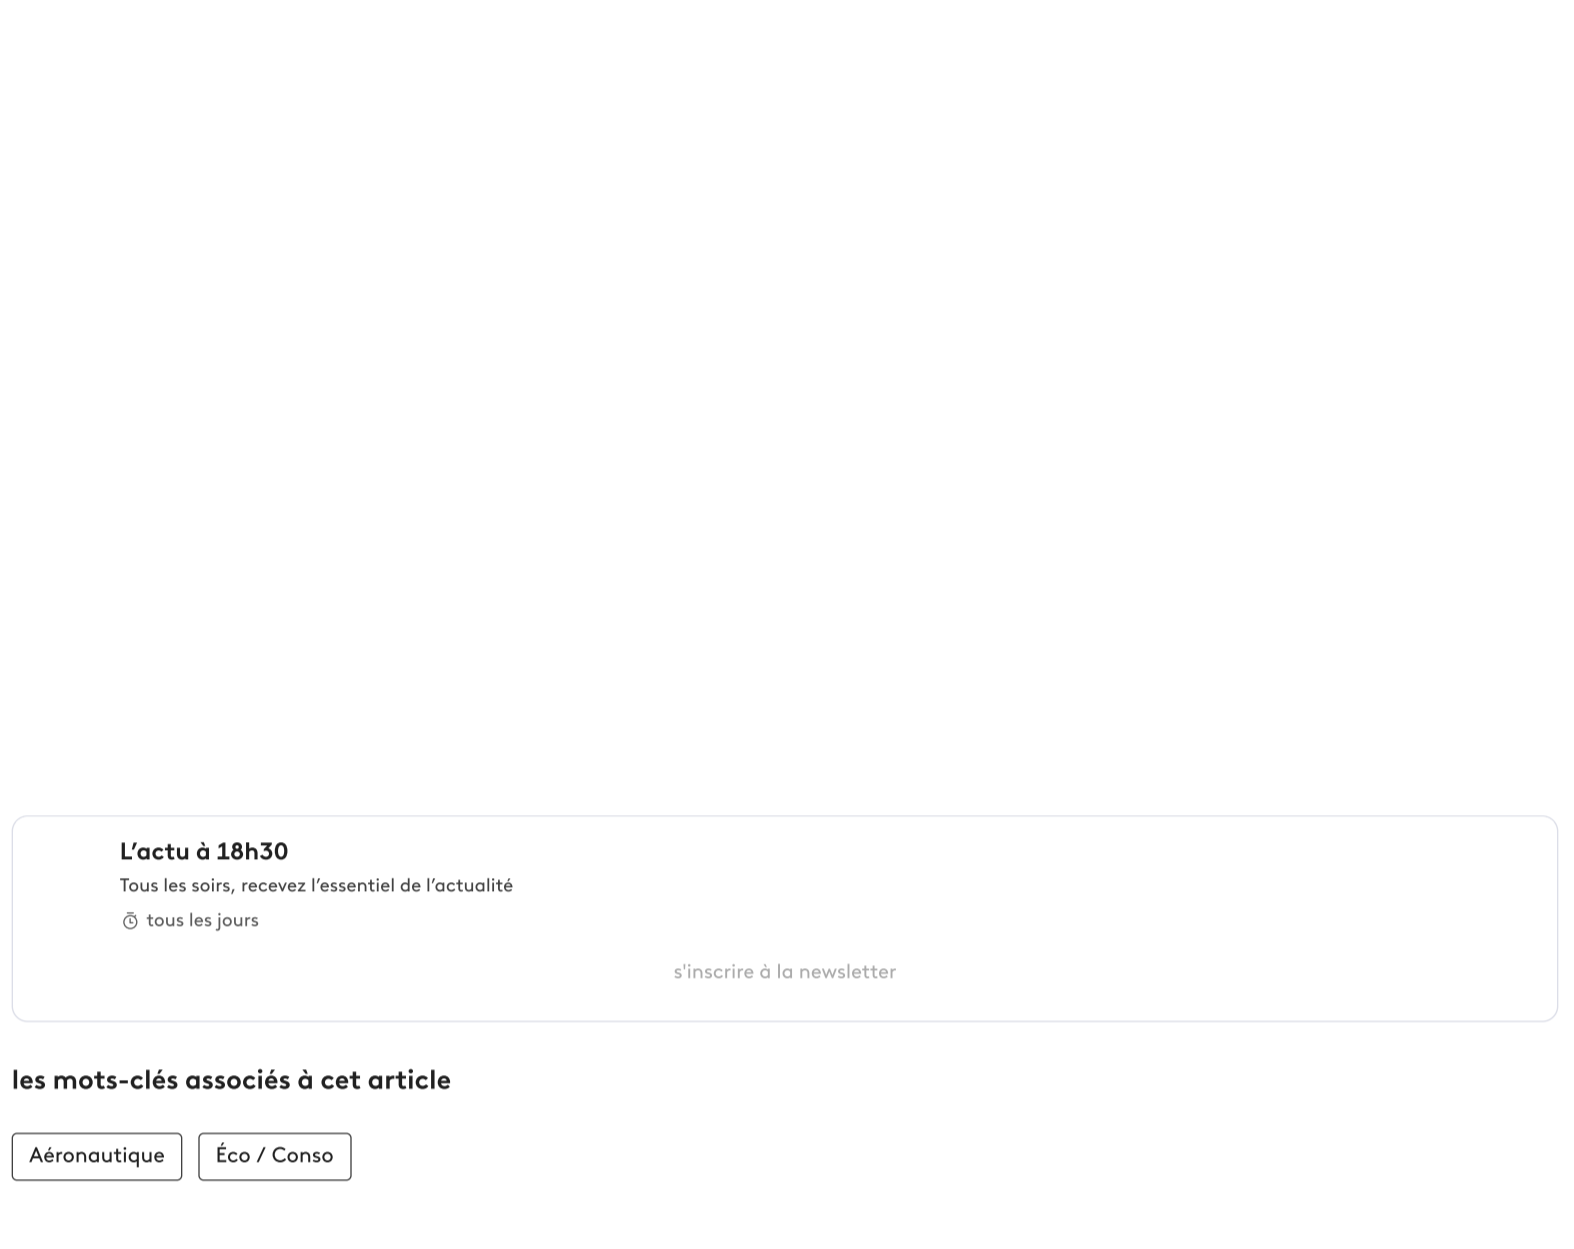 L’actu à 18h30
Tous les soirs, recevez l’essentiel de l’actualité
tous les jours
s'inscrire à la newsletter
les mots-clés associés à cet article
Aéronautique
Éco / Conso